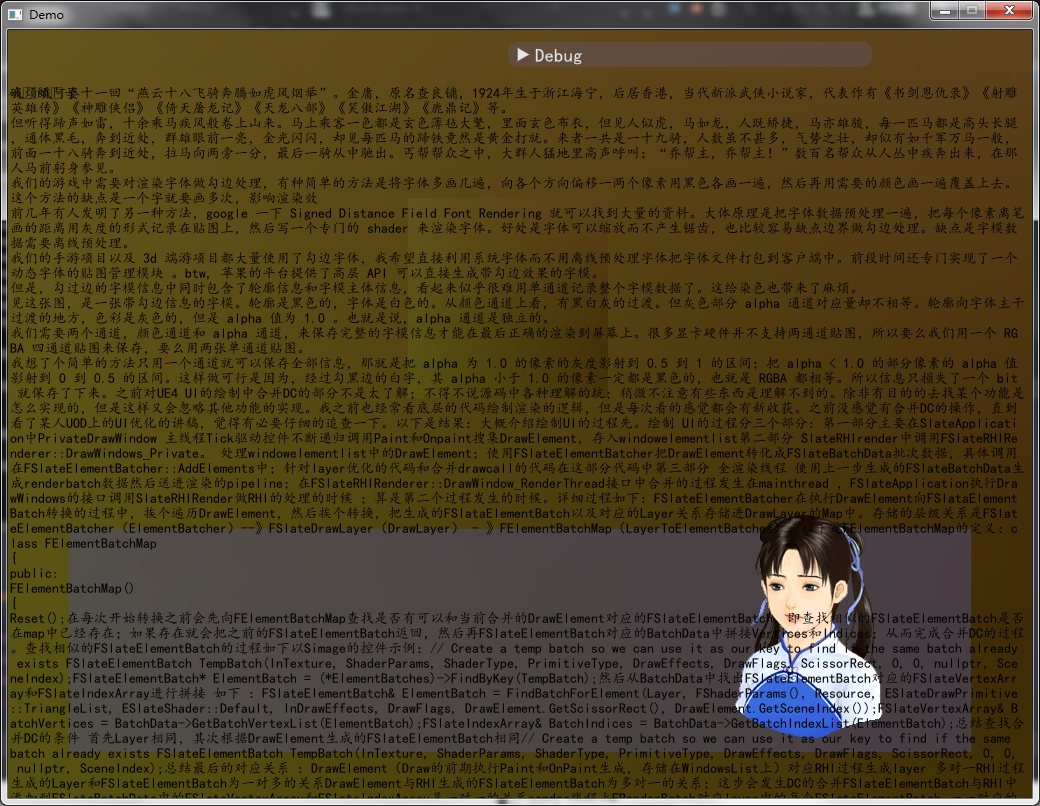 Demo
▶ Debug
十一回“燕云十八飞骑奔腾如虎风烟举”。金庸, 原名查良镛, 1924年生于浙江海宁, 后居香港, 当代新派武侠小说家, 代表作有《书剑恩仇录》《射雕
英雄传》《神雕侠侣》《倚天屠龙记》《天龙八部》《笑傲江湖》《鹿鼎记》等。
但听得蹄声如雷, 十余乘马疾风般卷上山来。马上乘客一色都是玄色薄毡大氅, 里面玄色布衣, 但见人似虎, 马如龙, 人既矫捷, 马亦雄骏, 每一匹马都是高头长腿
, 通体黑毛, 奔到近处, 群雄眼前一亮, 金光闪闪, 却见每匹马的蹄铁竟然是黄金打就。来者一共是一十九骑, 人数虽不甚多, 气势之壮, 却似有如千军万马一般,
前面一十八骑奔到近处, 拉马向两旁一分, 最后一骑从中驰出。丐帮帮众之中, 大群人猛地里高声呼叫: “乔帮主, 乔帮主! ”数百名帮众从人丛中疾奔出来, 在那
人马前躬身参见。
我们的游戏中需要对渲染字体做勾边处理, 有种简单的方法是将字体多画几遍, 向各个方向偏移一两个像素用黑色各画一遍, 然后再用需要的颜色画一遍覆盖上去。
这个方法的缺点是一个字就要画多次, 影响渲染效
前几年有人发明了另一种方法, google 一下 Signed Distance Field Font Rendering 就可以找到大量的资料。大体原理是把字体数据预处理一遍, 把每个像素离笔
画的距离用灰度的形式记录在贴图上, 然后写一个专门的 shader 来渲染字体。好处是字体可以缩放而不产生锯齿, 也比较容易缺点边界做勾边处理。缺点是字模数
据需要离线预处理。
我们的手游项目以及 3d 端游项目都大量使用了勾边字体, 我希望直接利用系统字体而不用离线预处理字体把字体文件打包到客户端中。前段时间还专门实现了一个
动态字体的贴图管理模块 。btw, 苹果的平台提供了高层 API 可以直接生成带勾边效果的字模。
但是, 勾过边的字模信息中同时包含了轮廓信息和字模主体信息, 看起来似乎很难用单通道记录整个字模数据了。这给染色也带来了麻烦。
见这张图, 是一张带勾边信息的字模。轮廓是黑色的, 字体是白色的。从颜色通道上看, 有黑白灰的过渡。但灰色部分 alpha 通道对应量却不相等。轮廓向字体主干
过渡的地方, 色彩是灰色的, 但是 alpha 值为 1.0 。也就是说, alpha 通道是独立的。
我们需要两个通道, 颜色通道和 alpha 通道, 来保存完整的字模信息才能在最后正确的渲染到屏幕上。很多显卡硬件并不支持两通道贴图, 所以要么我们用一个 RG
BA 四通道贴图来保存, 要么用两张单通道贴图。
我想了个简单的方法只用一个通道就可以保存全部信息, 那就是把 alpha 为 1.0 的像素的灰度影射到 0.5 到 1 的区间; 把 alpha < 1.0 的部分像素的 alpha 值
影射到 0 到 0.5 的区间。这样做可行是因为, 经过勾黑边的白字, 其 alpha 小于 1.0 的像素一定都是黑色的, 也就是 RGBA 都相等。所以信息只损失了一个 bit
就保存了下来。之前对UE4 UI的绘制中合并DC的部分不是太了解; 不得不说源码中各种理解的坑; 稍微不注意有些东西是理解不到的。除非有目的的去找某个功能是
怎么实现的, 但是这样又会忽略其他功能的实现。我之前也经常看底层的代码绘制渲染的逻辑, 但是每次看的感觉都会有新收获。之前没感觉有合并DC的操作, 直到
看了某人UOD上的UI优化的讲稿, 觉得有必要仔细的追查一下。以下是结果: 大概介绍绘制UI的过程先。绘制 UI的过程分三个部分: 第一部分主要在SlateApplicati
on中PrivateDrawWindow 主线程Tick驱动控件不断递归调用Paint和Onpaint搜集DrawElement, 存入windowelementlist第二部分 SlateRHIrender中调用FSlateRHIRe
nderer::DrawWindows_Private。 处理windowelementlist中的DrawElement; 使用FSlateElementBatcher把DrawElement转化成FSlateBatchData批次数据, 具体调用
在FSlateElementBatcher::AddElements中; 针对layer优化的代码和合并drawcall的代码在这部分代码中第三部分 全渲染线程 使用上一步生成的FSlateBatchData生
成renderbatch数据然后送进渲染的pipeline; 在FSlateRHIRenderer::DrawWindow_RenderThread接口中合并的过程发生在mainthread , FSlateApplication执行Dra
wWindows的接口调用SlateRHIRender做RHI的处理的时候 ; 算是第二个过程发生的时候。详细过程如下: FSlateElementBatcher在执行DrawElement向FSlataElement
Batch转换的过程中, 挨个遍历DrawElement, 然后挨个转换, 把生成的FSlataElementBatch以及对应的Layer关系存储进DrawLayer的Map中。存储的层级关系是FSlat
eElementBatcher (ElementBatcher) --》FSlateDrawLayer (DrawLayer) - 》FElementBatchMap (LayerToElementBatches FElementBatchMap的定义: c
lass FElementBatchMap
{
public:
FElementBatchMap()
{
Reset();在每次开始转换之前会先向FElementBatchMap查找是否有可以和当前合并的DrawElement对应的FSlateElementBatch, 即查找相似的FSlateElementBatch是否
在map中已经存在; 如果存在就会把之前的FSlateElementBatch返回, 然后再FSlateElementBatch对应的BatchData中拼接Vertices和Indices; 从而完成合并DC的过程
。查找相似的FSlateElementBatch的过程如下以SImage的控件示例: // Create a temp batch so we can use it as our key to find if the same batch already
exists FSlateElementBatch TempBatch(InTexture, ShaderParams, ShaderType, PrimitiveType, DrawEffects, DrawFlags, ScissorRect, 0, 0, nullptr, Sce
neIndex);FSlateElementBatch* ElementBatch = (*ElementBatches)->FindByKey(TempBatch);然后从BatchData中找出FSlateElementBatch对应的FSlateVertexArr
ay和FSlateIndexArray进行拼接 如下 : FSlateElementBatch& ElementBatch = FindBatchForElement(Layer, FShaderParams(), Resource, ESlateDrawPrimitive
::TriangleList, ESlateShader::Default, InDrawEffects, DrawFlags, DrawElement.GetScissorRect(), DrawElement.GetSceneIndex());FSlateVertexArray& B
atchVertices = BatchData->GetBatchVertexList(ElementBatch);FSlateIndexArray& BatchIndices = BatchData->GetBatchIndexList(ElementBatch);总结查找合
并DC的条件 首先Layer相同, 其次根据DrawElement生成的FSlateElementBatch相同// Create a temp batch so we can use it as our key to find if the same
batch already exists FSlateElementBatch TempBatch(InTexture, ShaderParams, ShaderType, PrimitiveType, DrawEffects, DrawFlags, ScissorRect, 0, 0,
nullptr, SceneIndex);总结最后的对应关系 : DrawElement (Draw的前期执行Paint和OnPaint生成, 存储在WindowsList上) 对应RHI过程生成layer 多对一RHI过程
生成的Layer和FSlateElementBatch为一对多的关系DrawElement与RHI生成的FSlateElementBatch为多对一的关系; 这步会发生DC的合并FSlateElementBatch与RHI中